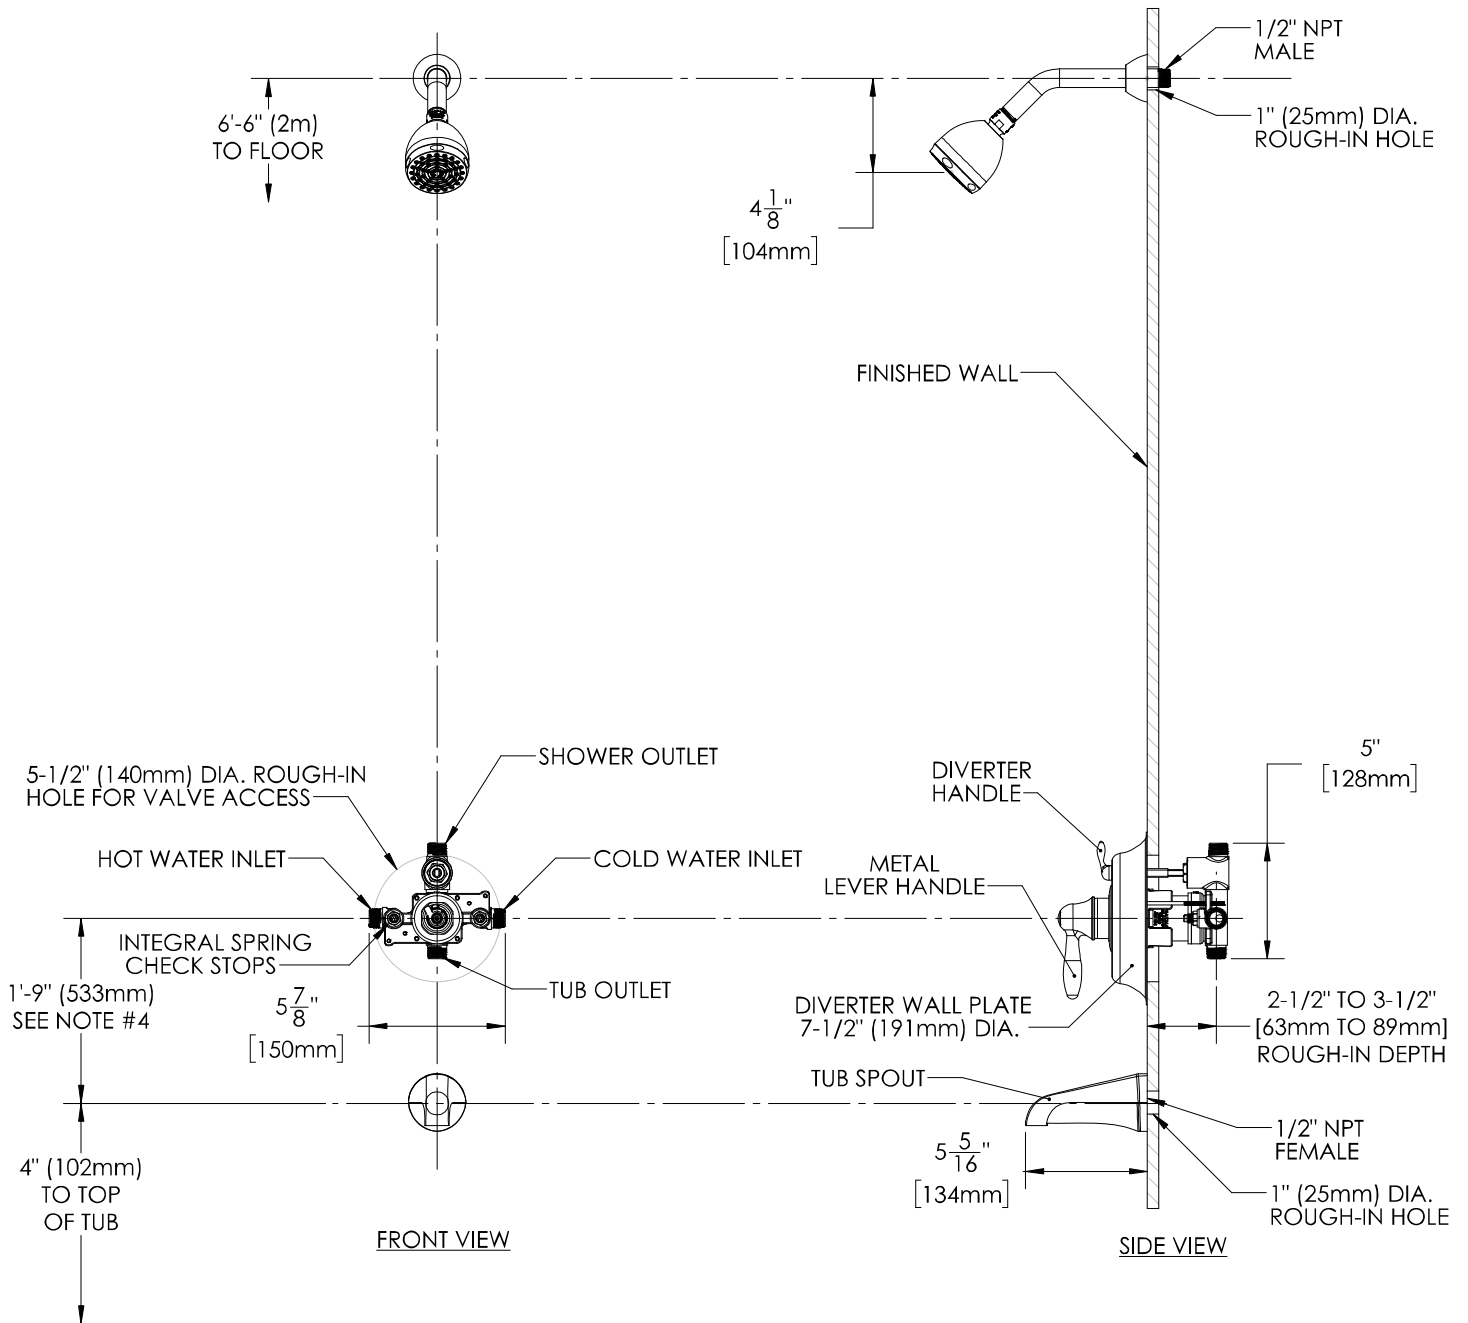 1/2" NPT
MALE
6'-6" (2m)
TO FLOOR
1" (25mm) DIA.
ROUGH-IN HOLE
4 1/8"
[104mm]
FINISHED WALL
SHOWER OUTLET
5-1/2" (140mm) DIA. ROUGH-IN
HOLE FOR VALVE ACCESS
HOT WATER INLET
COLD WATER INLET
INTEGRAL SPRING
CHECK STOPS
TUB OUTLET
1'-9" (533mm)
SEE NOTE #4
5 7/8"
[150mm]
DIVERTER
HANDLE
METAL
LEVER HANDLE
5"
[128mm]
DIVERTER WALL PLATE
7-1/2" (191mm) DIA.
2-1/2" TO 3-1/2"
[63mm TO 89mm]
ROUGH-IN DEPTH
TUB SPOUT
1/2" NPT
FEMALE
5 5/16"
[134mm]
1" (25mm) DIA.
ROUGH-IN HOLE
4" (102mm)
TO TOP
OF TUB
FRONT VIEW
SIDE VIEW